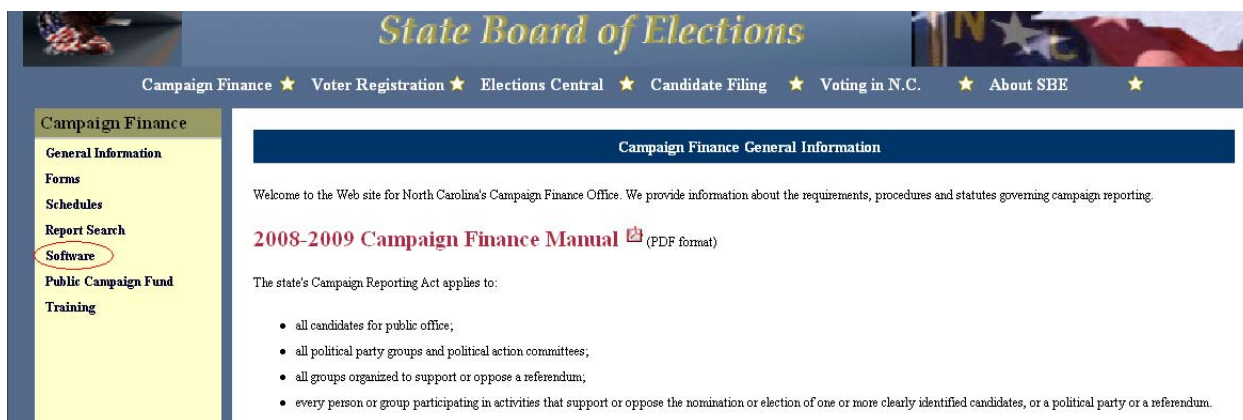 State Board of Elections
N C
Campaign Finance Voter Registration Elections Central Candidate Filing Voting in N.C. About SBE
Campaign Finance
General Information
Forms
Schedules
Report Search
Software
Public Campaign Fund
Training
Campaign Finance General Information
Welcome to the Web site for North Carolina's Campaign Finance Office. We provide information about the requirements, procedures and statutes governing campaign reporting.
2008-2009 Campaign Finance Manual (PDF format)
The state's Campaign Reporting Act applies to:
• all candidates for public office;
• all political party groups and political action committees;
• all groups organized to support or oppose a referendum;
• every person or group participating in activities that support or oppose the nomination or election of one or more clearly identified candidates, or a political party or a referendum.